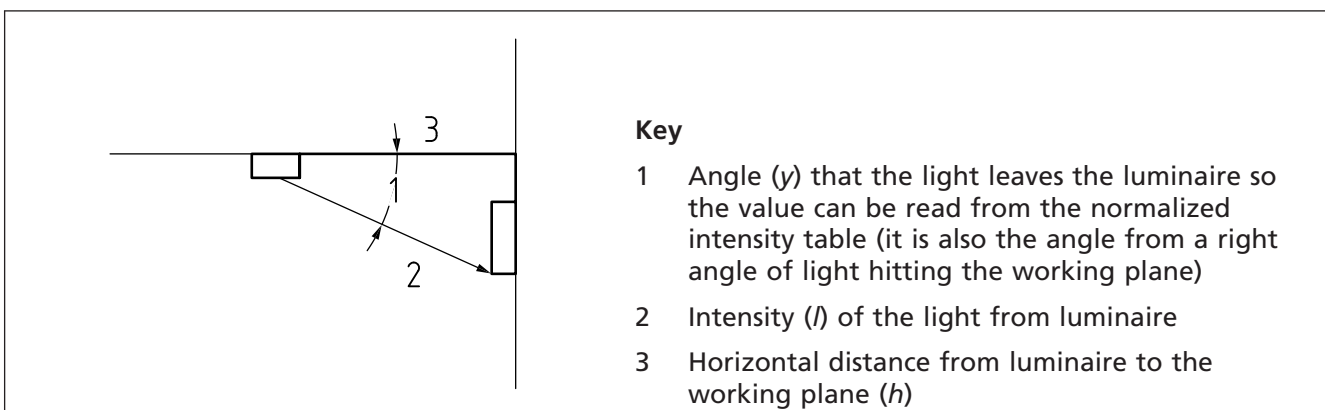 3
1
2
Key
1 Angle (y) that the light leaves the luminaire so
the value can be read from the normalized
intensity table (it is also the angle from a right
angle of light hitting the working plane)
2 Intensity (I) of the light from luminaire
3 Horizontal distance from luminaire to the
working plane (h)